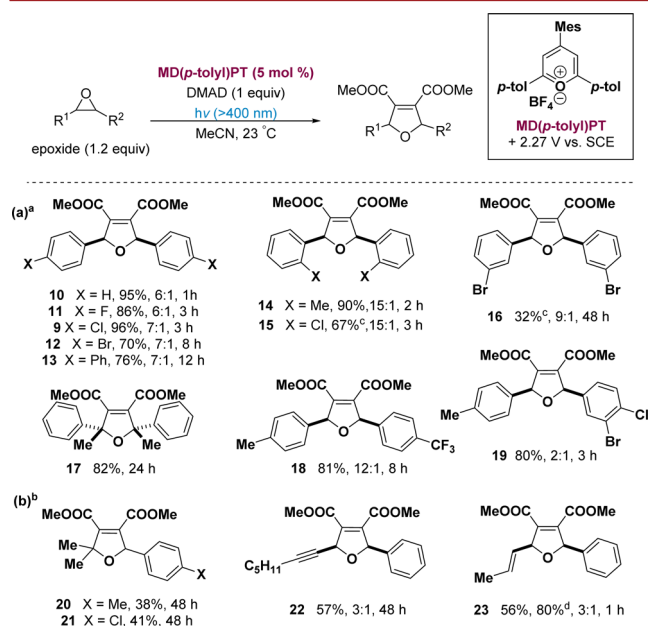 MD(p-tolyl)PT (5 mol %)
DMAD (1 equiv)
hν (>400 nm)
MeCN, 23 °C
O
R¹ R²
epoxide (1.2 equiv)
MeOOC COOMe
R¹ O R²
Mes
p-tol O⊕ p-tol
BF₄⊖
MD(p-tolyl)PT
+ 2.27 V vs. SCE
(a)ᵃ
MeOOC COOMe
X O X
10 X = H, 95%, 6:1, 1h
11 X = F, 86%, 6:1, 3 h
9 X = Cl, 96%, 7:1, 3 h
12 X = Br, 70%, 7:1, 8 h
13 X = Ph, 76%, 7:1, 12 h
MeOOC COOMe
O
X X
14 X = Me, 90%,15:1, 2 h
15 X = Cl, 67%ᶜ,15:1, 3 h
MeOOC COOMe
O
Br Br
16 32%ᶜ, 9:1, 48 h
MeOOC COOMe
Me O Me
17 82%, 24 h
MeOOC COOMe
O
Me CF₃
18 81%, 12:1, 8 h
MeOOC COOMe
O
Me Cl
Br
19 80%, 2:1, 3 h
(b)ᵇ
MeOOC COOMe
Me
Me O
X
20 X = Me, 38%, 48 h
21 X = Cl, 41%, 48 h
MeOOC COOMe
O
C₅H₁₁
22 57%, 3:1, 48 h
MeOOC COOMe
O
Me
23 56%, 80%ᵈ, 3:1, 1 h